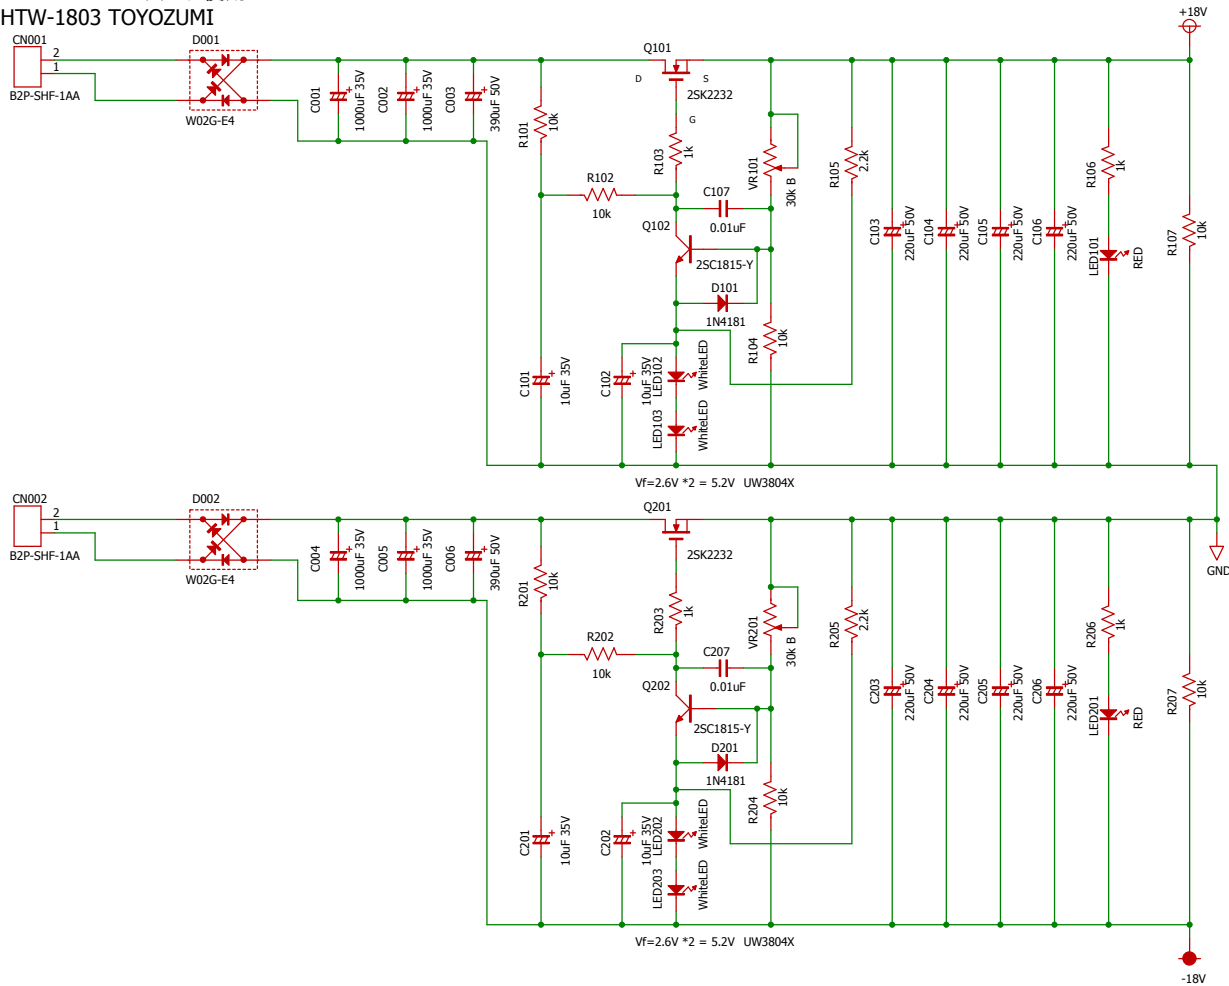 HTW-1803 TOYOZUMI
+18V
CN001
2
1
B2P-SHF-1AA
D001
W02G-E4
C001
1000uF 35V
C002
1000uF 35V
C003
390uF 50V
R101
10k
Q101
D
S
2SK2232
G
R103
1k
R102
10k
C107
0.01uF
Q102
2SC1815-Y
D101
1N4181
VR101
30k B
R105
2.2k
R104
10k
C101
10uF 35V
C102
10uF 35V
LED102
WhiteLED
LED103
WhiteLED
C103
220uF 50V
C104
220uF 50V
C105
220uF 50V
C106
220uF 50V
R106
1k
LED101
RED
R107
10k
Vf=2.6V *2 = 5.2V UW3804X
CN002
2
1
B2P-SHF-1AA
D002
W02G-E4
C004
1000uF 35V
C005
1000uF 35V
C006
390uF 50V
R201
10k
Q201
2SK2232
R203
1k
R202
10k
C207
0.01uF
Q202
2SC1815-Y
D201
1N4181
VR201
30k B
R205
2.2k
R204
10k
C201
10uF 35V
C202
10uF 35V
LED202
WhiteLED
LED203
WhiteLED
C203
220uF 50V
C204
220uF 50V
C205
220uF 50V
C206
220uF 50V
R206
1k
LED201
RED
R207
10k
GND
Vf=2.6V *2 = 5.2V UW3804X
-18V